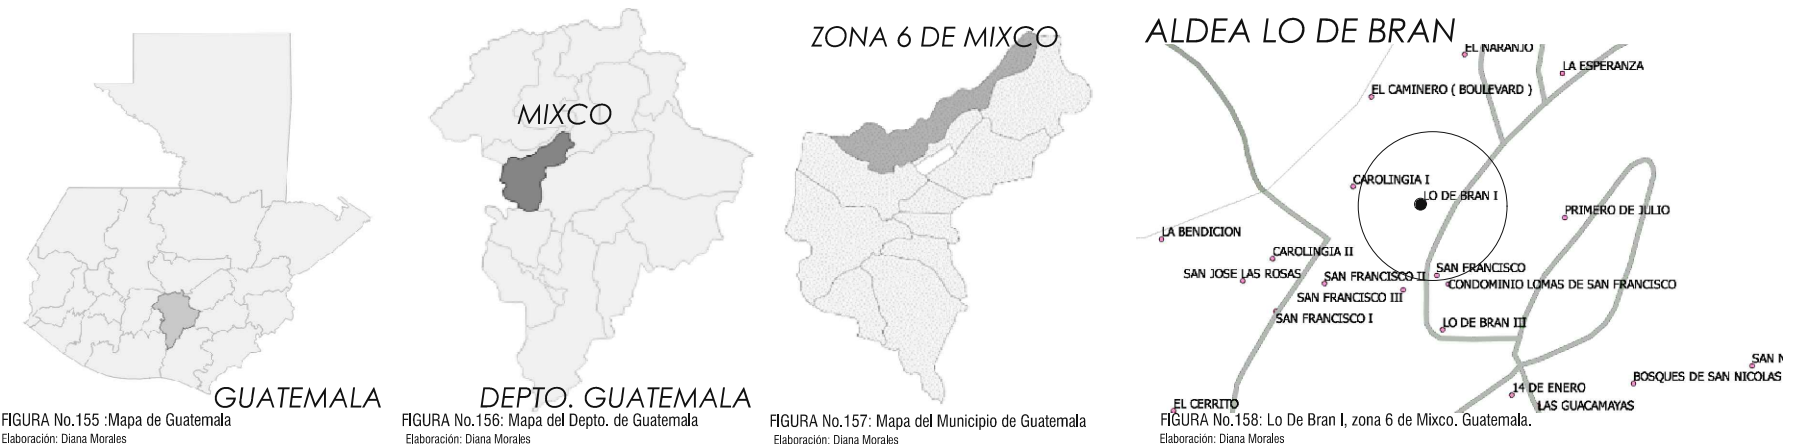 GUATEMALA
FIGURA No.155 :Mapa de Guatemala
Elaboración: Diana Morales
MIXCO
DEPTO. GUATEMALA
FIGURA No.156: Mapa del Depto. de Guatemala
Elaboración: Diana Morales
ZONA 6 DE MIXCO
FIGURA No.157: Mapa del Municipio de Guatemala
Elaboración: Diana Morales
ALDEA LO DE BRAN
EL NARANJO
LA ESPERANZA
EL CAMINERO ( BOULEVARD )
CAROLINGIA I
LO DE BRAN I
PRIMERO DE JULIO
LA BENDICION
CAROLINGIA II
SAN JOSE LAS ROSAS
SAN FRANCISCO II
SAN FRANCISCO
CONDOMINIO LOMAS DE SAN FRANCISCO
SAN FRANCISCO III
SAN FRANCISCO I
LO DE BRAN III
SAN N
BOSQUES DE SAN NICOLAS
14 DE ENERO
LAS GUACAMAYAS
EL CERRITO
FIGURA No.158: Lo De Bran I, zona 6 de Mixco. Guatemala.
Elaboración: Diana Morales